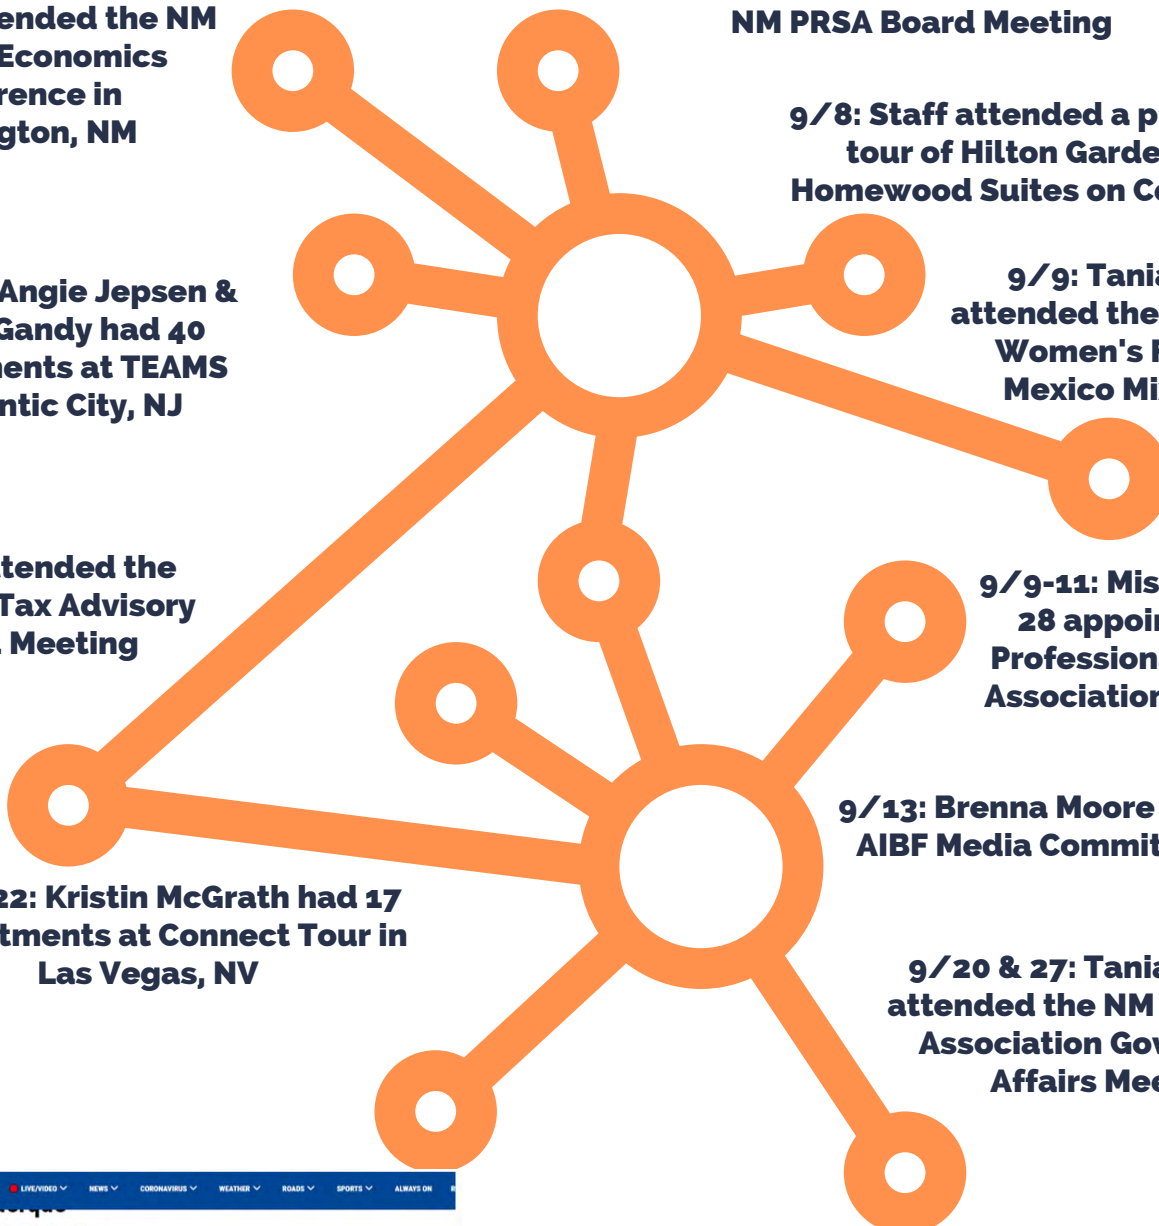 ended the NM
Economics
rence in
gton, NM
Angie Jepsen &
Gandy had 40
ments at TEAMS
ntic City, NJ
tended the
Tax Advisory
Meeting
22: Kristin McGrath had 17
tments at Connect Tour in
Las Vegas, NV
NM PRSA Board Meeting
9/8: Staff attended a p
tour of Hilton Garde
Homewood Suites on C
9/9: Tania
attended the
Women's
Mexico Mi
9/9-11: Mis
28 appoin
Profession
Association
9/13: Brenna Moore
AIBF Media Commit
9/20 & 27: Tania
attended the NM
Association Gov
Affairs Mee
LIVE/VIDEO NEWS CORONAVIRUS WEATHER ROADS SPORTS ALWAYS ON